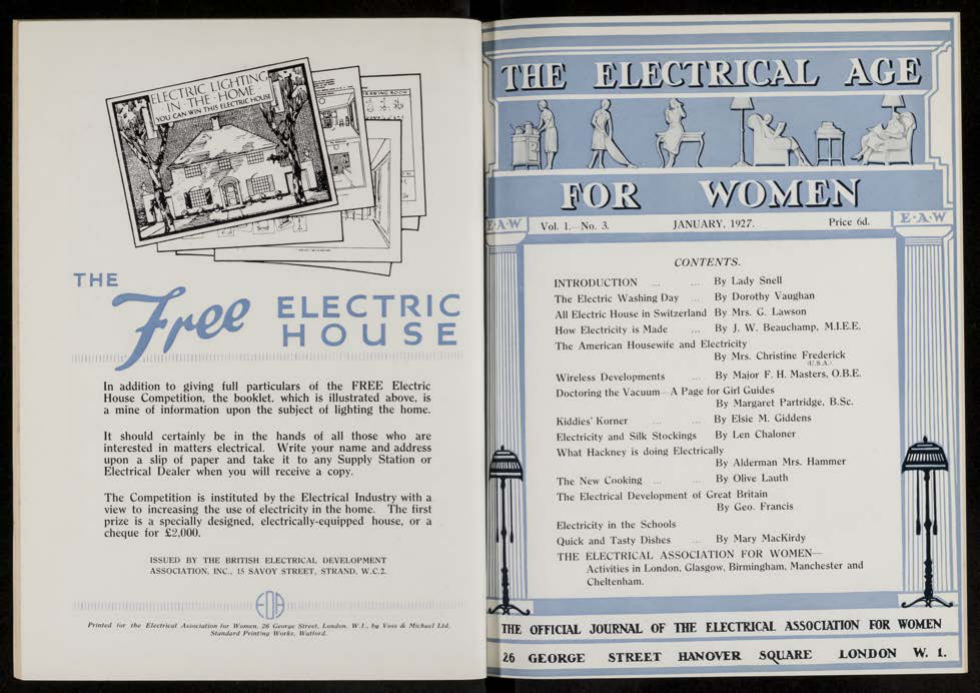 ELECTRIC LIGHTING
IN · THE · HOME
YOU CAN WIN THIS ELECTRIC HOUSE
THE
Free ELECTRIC
HOUSE
In addition to giving full particulars of the FREE Electric
House Competition, the booklet, which is illustrated above, is
a mine of information upon the subject of lighting the home.
It should certainly be in the hands of all those who are
interested in matters electrical. Write your name and address
upon a slip of paper and take it to any Supply Station or
Electrical Dealer when you will receive a copy.
The Competition is instituted by the Electrical Industry with a
view to increasing the use of electricity in the home. The first
prize is a specially designed, electrically-equipped house, or a
cheque for £2,000.
ISSUED BY THE BRITISH ELECTRICAL DEVELOPMENT
ASSOCIATION, INC., 15 SAVOY STREET, STRAND, W.C.2.
EDA
Printed for the Electrical Association for Women, 26 George Street, London, W.1., by Voss & Michael Ltd.
Standard Printing Works, Watford.
THE ELECTRICAL AGE
FOR WOMEN
E·A·W
Vol. 1. No. 3. JANUARY, 1927. Price 6d.
E·A·W
CONTENTS.
INTRODUCTION ... ... By Lady Snell
The Electric Washing Day ... By Dorothy Vaughan
All Electric House in Switzerland By Mrs. G. Lawson
How Electricity is Made ... By J. W. Beauchamp, M.I.E.E.
The American Housewife and Electricity
By Mrs. Christine Frederick
(U.S.A.)
Wireless Developments ... By Major F. H. Masters, O.B.E.
Doctoring the Vacuum A Page for Girl Guides
By Margaret Partridge, B.Sc.
Kiddies' Korner ... ... By Elsie M. Giddens
Electricity and Silk Stockings By Len Chaloner
What Hackney is doing Electrically
By Alderman Mrs. Hammer
The New Cooking ... ... By Olive Lauth
The Electrical Development of Great Britain
By Geo. Francis
Electricity in the Schools
Quick and Tasty Dishes ... By Mary MacKirdy
THE ELECTRICAL ASSOCIATION FOR WOMEN—
Activities in London, Glasgow, Birmingham, Manchester and
Cheltenham.
THE OFFICIAL JOURNAL OF THE ELECTRICAL ASSOCIATION FOR WOMEN
26 GEORGE STREET HANOVER SQUARE LONDON W. 1.